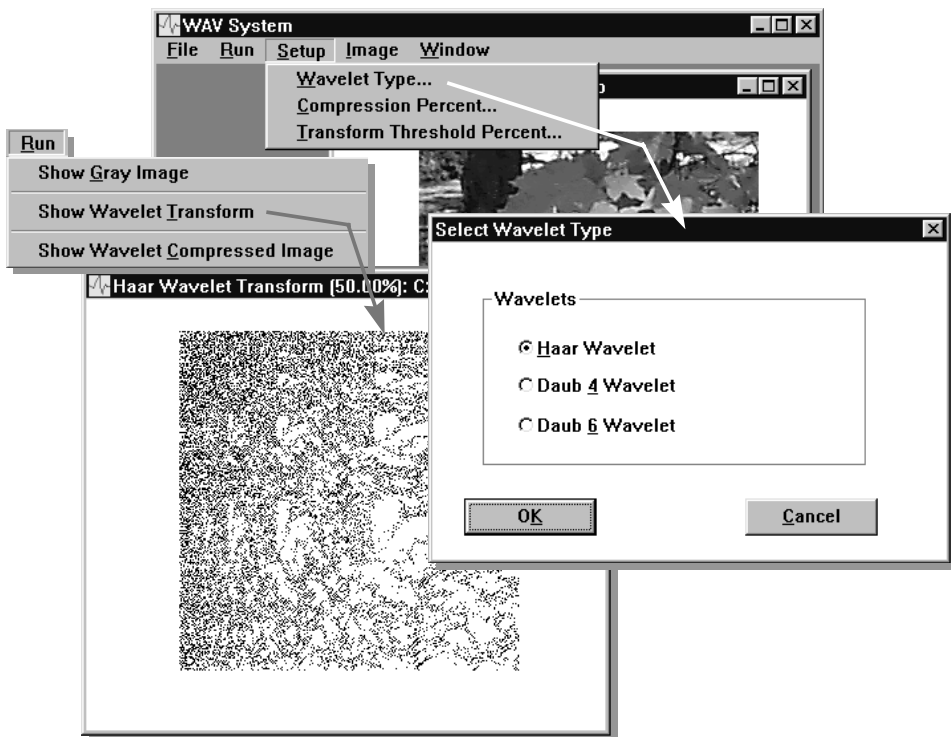 WAV System
File Run Setup Image Window
Wavelet Type...
Compression Percent...
Transform Threshold Percent...
Run
Show Gray Image
Show Wavelet Transform
Show Wavelet Compressed Image
Select Wavelet Type
Wavelets
Haar Wavelet
Daub 4 Wavelet
Daub 6 Wavelet
OK
Cancel
Haar Wavelet Transform (50.00%): C: